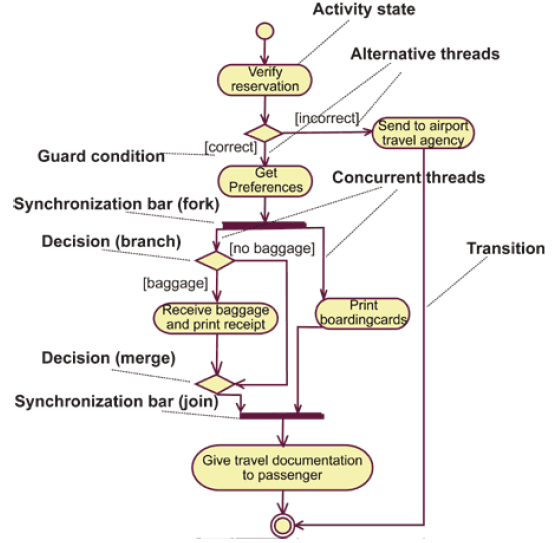 Activity state
Alternative threads
Verify
reservation
[incorrect]
Send to airport
travel agency
[correct]
Guard condition
Get
Preferences
Concurrent threads
Synchronization bar (fork)
Decision (branch)
[no baggage]
Transition
[baggage]
Receive baggage
and print receipt
Print
boardingcards
Decision (merge)
Synchronization bar (join)
Give travel documentation
to passenger